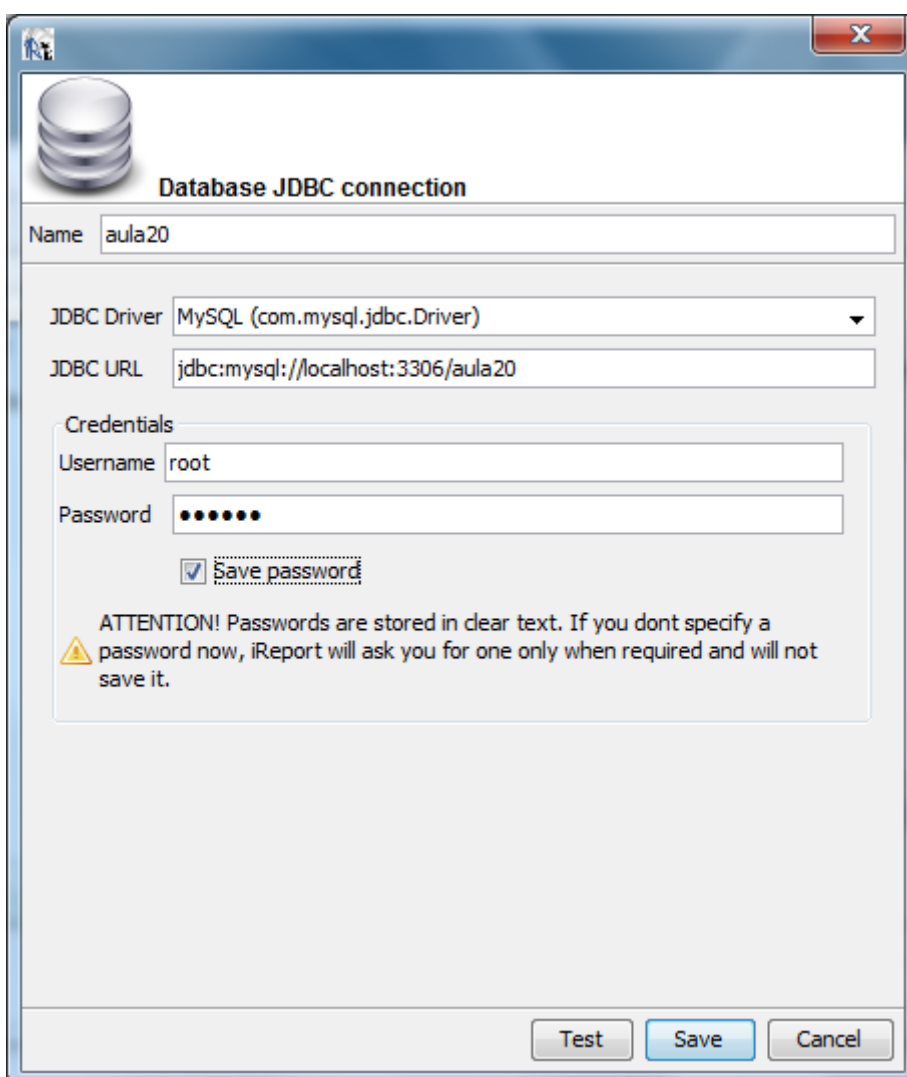 Database JDBC connection
Name aula20
JDBC Driver MySQL (com.mysql.jdbc.Driver)
JDBC URL jdbc:mysql://localhost:3306/aula20
Credentials
Username root
Password ••••••
Save password
ATTENTION! Passwords are stored in clear text. If you dont specify a
password now, iReport will ask you for one only when required and will not
save it.
Test Save Cancel